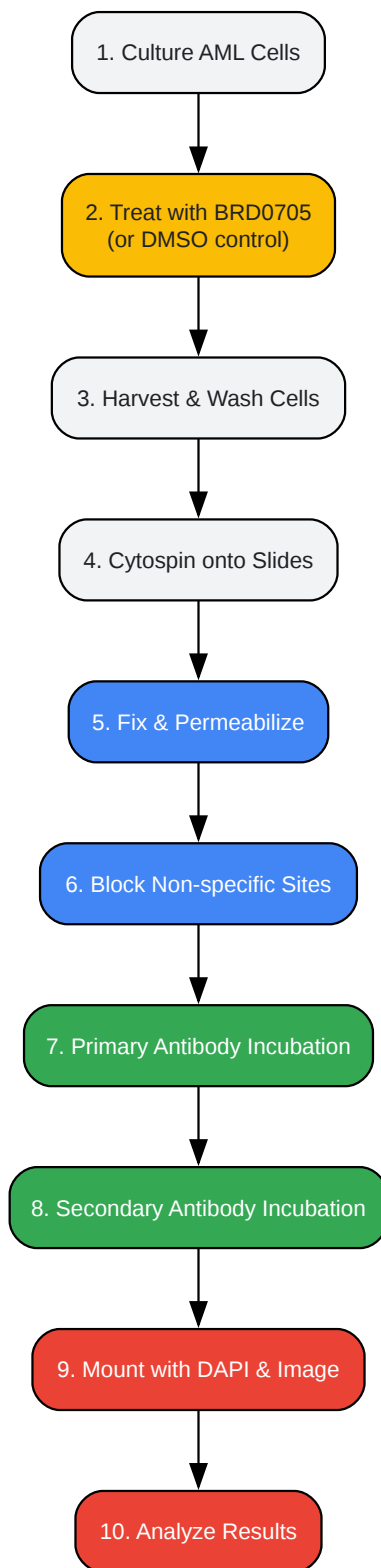 1. Culture AML Cells
2. Treat with BRD0705
(or DMSO control)
3. Harvest & Wash Cells
4. Cytospin onto Slides
5. Fix & Permeabilize
6. Block Non-specific Sites
7. Primary Antibody Incubation
8. Secondary Antibody Incubation
9. Mount with DAPI & Image
10. Analyze Results